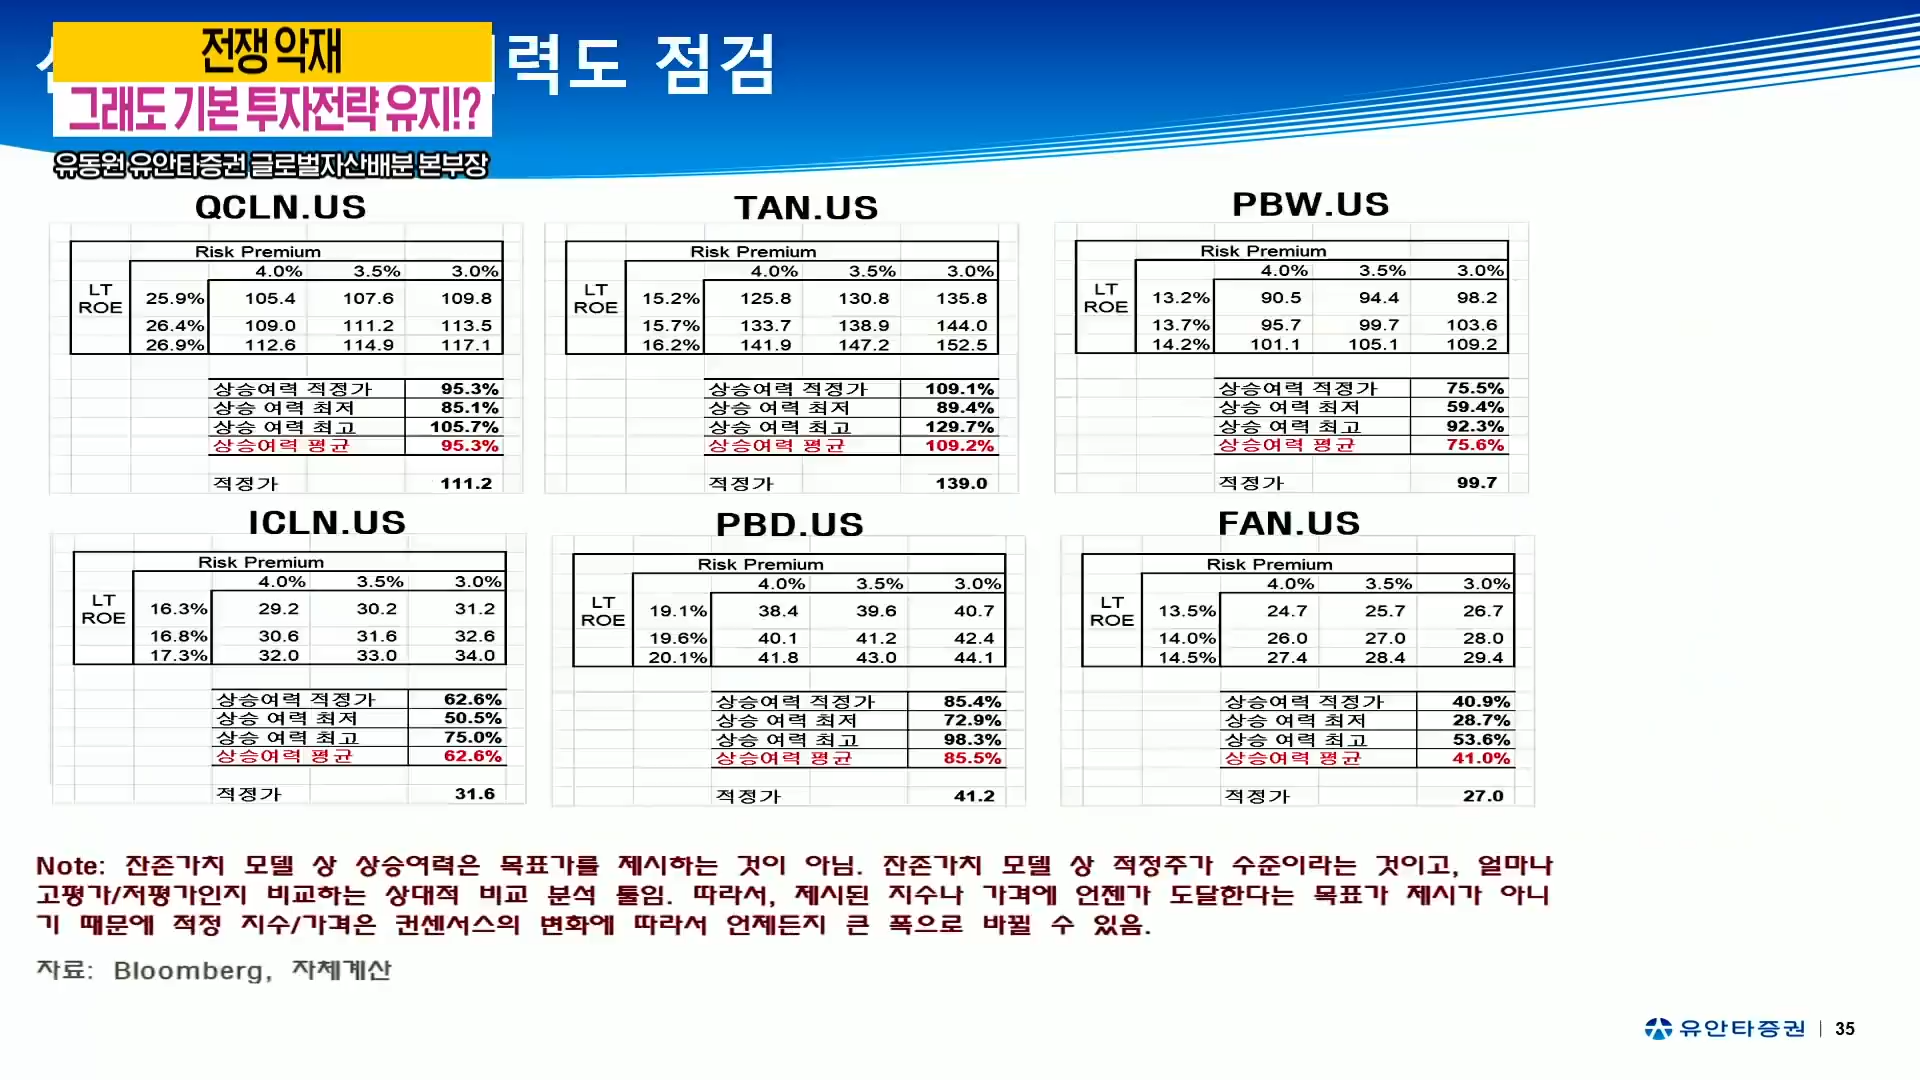 전쟁 악재
그래도 기본 투자전략 유지!?
유동원 유안타증권 글로벌자산배분 본부장
력도 점검
QCLN.US
Risk Premium
4.0% 3.5% 3.0%
LT ROE
25.9% 105.4 107.6 109.8
26.4% 109.0 111.2 113.5
26.9% 112.6 114.9 117.1
상승여력 적정가 95.3%
상승 여력 최저 85.1%
상승 여력 최고 105.7%
상승여력 평균 95.3%
적정가 111.2
TAN.US
Risk Premium
4.0% 3.5% 3.0%
LT ROE
15.2% 125.8 130.8 135.8
15.7% 133.7 138.9 144.0
16.2% 141.9 147.2 152.5
상승여력 적정가 109.1%
상승 여력 최저 89.4%
상승 여력 최고 129.7%
상승여력 평균 109.2%
적정가 139.0
PBW.US
Risk Premium
4.0% 3.5% 3.0%
LT ROE
13.2% 90.5 94.4 98.2
13.7% 95.7 99.7 103.6
14.2% 101.1 105.1 109.2
상승여력 적정가 75.5%
상승 여력 최저 59.4%
상승 여력 최고 92.3%
상승여력 평균 75.6%
적정가 99.7
ICLN.US
Risk Premium
4.0% 3.5% 3.0%
LT ROE
16.3% 29.2 30.2 31.2
16.8% 30.6 31.6 32.6
17.3% 32.0 33.0 34.0
상승여력 적정가 62.6%
상승 여력 최저 50.5%
상승 여력 최고 75.0%
상승여력 평균 62.6%
적정가 31.6
PBD.US
Risk Premium
4.0% 3.5% 3.0%
LT ROE
19.1% 38.4 39.6 40.7
19.6% 40.1 41.2 42.4
20.1% 41.8 43.0 44.1
상승여력 적정가 85.4%
상승 여력 최저 72.9%
상승 여력 최고 98.3%
상승여력 평균 85.5%
적정가 41.2
FAN.US
Risk Premium
4.0% 3.5% 3.0%
LT ROE
13.5% 24.7 25.7 26.7
14.0% 26.0 27.0 28.0
14.5% 27.4 28.4 29.4
상승여력 적정가 40.9%
상승 여력 최저 28.7%
상승 여력 최고 53.6%
상승여력 평균 41.0%
적정가 27.0
Note: 잔존가치 모델 상 상승여력은 목표가를 제시하는 것이 아님. 잔존가치 모델 상 적정주가 수준이라는 것이고, 얼마나
고평가/저평가인지 비교하는 상대적 비교 분석 툴임. 따라서, 제시된 지수나 가격에 언젠가 도달한다는 목표가 제시가 아니
기 때문에 적정 지수/가격은 컨센서스의 변화에 따라서 언제든지 큰 폭으로 바뀔 수 있음.
자료: Bloomberg, 자체계산
유안타증권 | 35